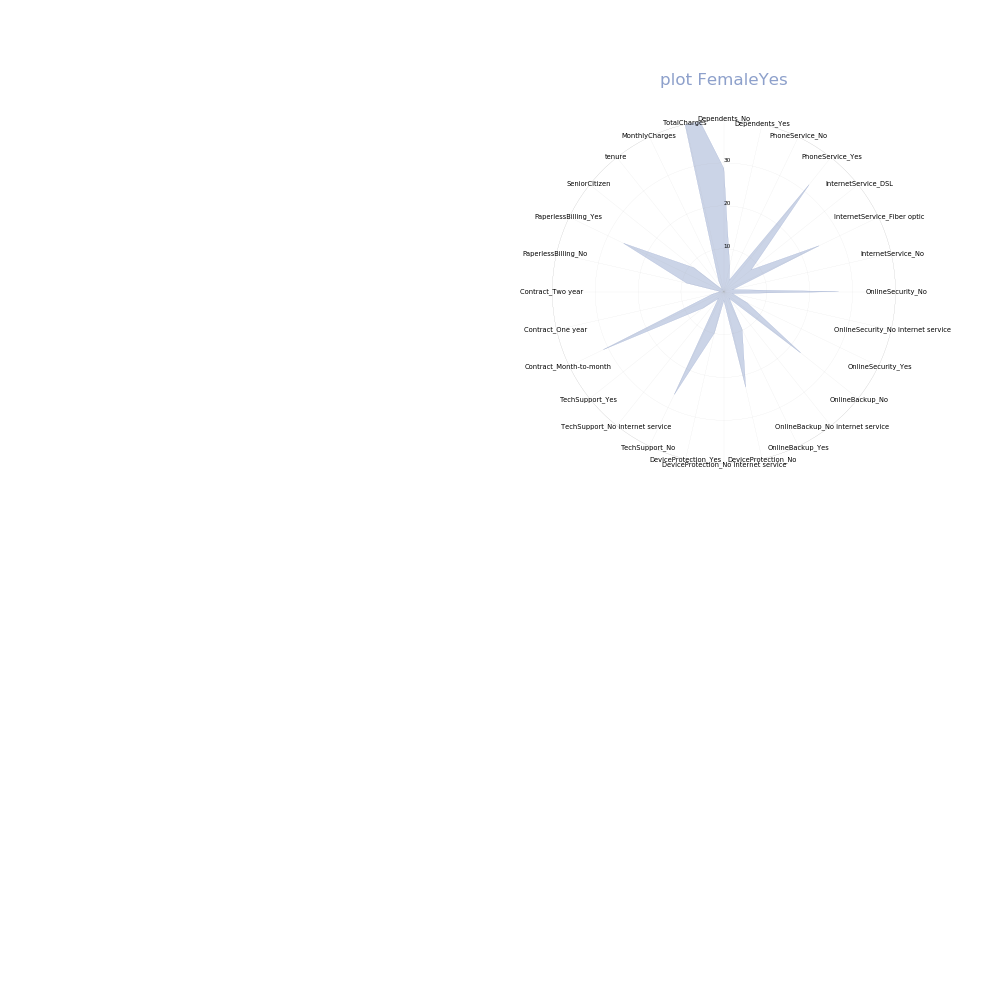 plot FemaleYes
Dependents_No
TotalCharges
Dependents_Yes
MonthlyCharges
PhoneService_No
tenure
30
PhoneService_Yes
SeniorCitizen
InternetService_DSL
20
PaperlessBilling_Yes
InternetService_Fiber optic
10
PaperlessBilling_No
InternetService_No
Contract_Two year
OnlineSecurity_No
Contract_One year
OnlineSecurity_No internet service
Contract_Month-to-month
OnlineSecurity_Yes
TechSupport_Yes
OnlineBackup_No
TechSupport_No internet service
OnlineBackup_No internet service
TechSupport_No
OnlineBackup_Yes
DeviceProtection_Yes
DeviceProtection_No
DeviceProtection_No internet service